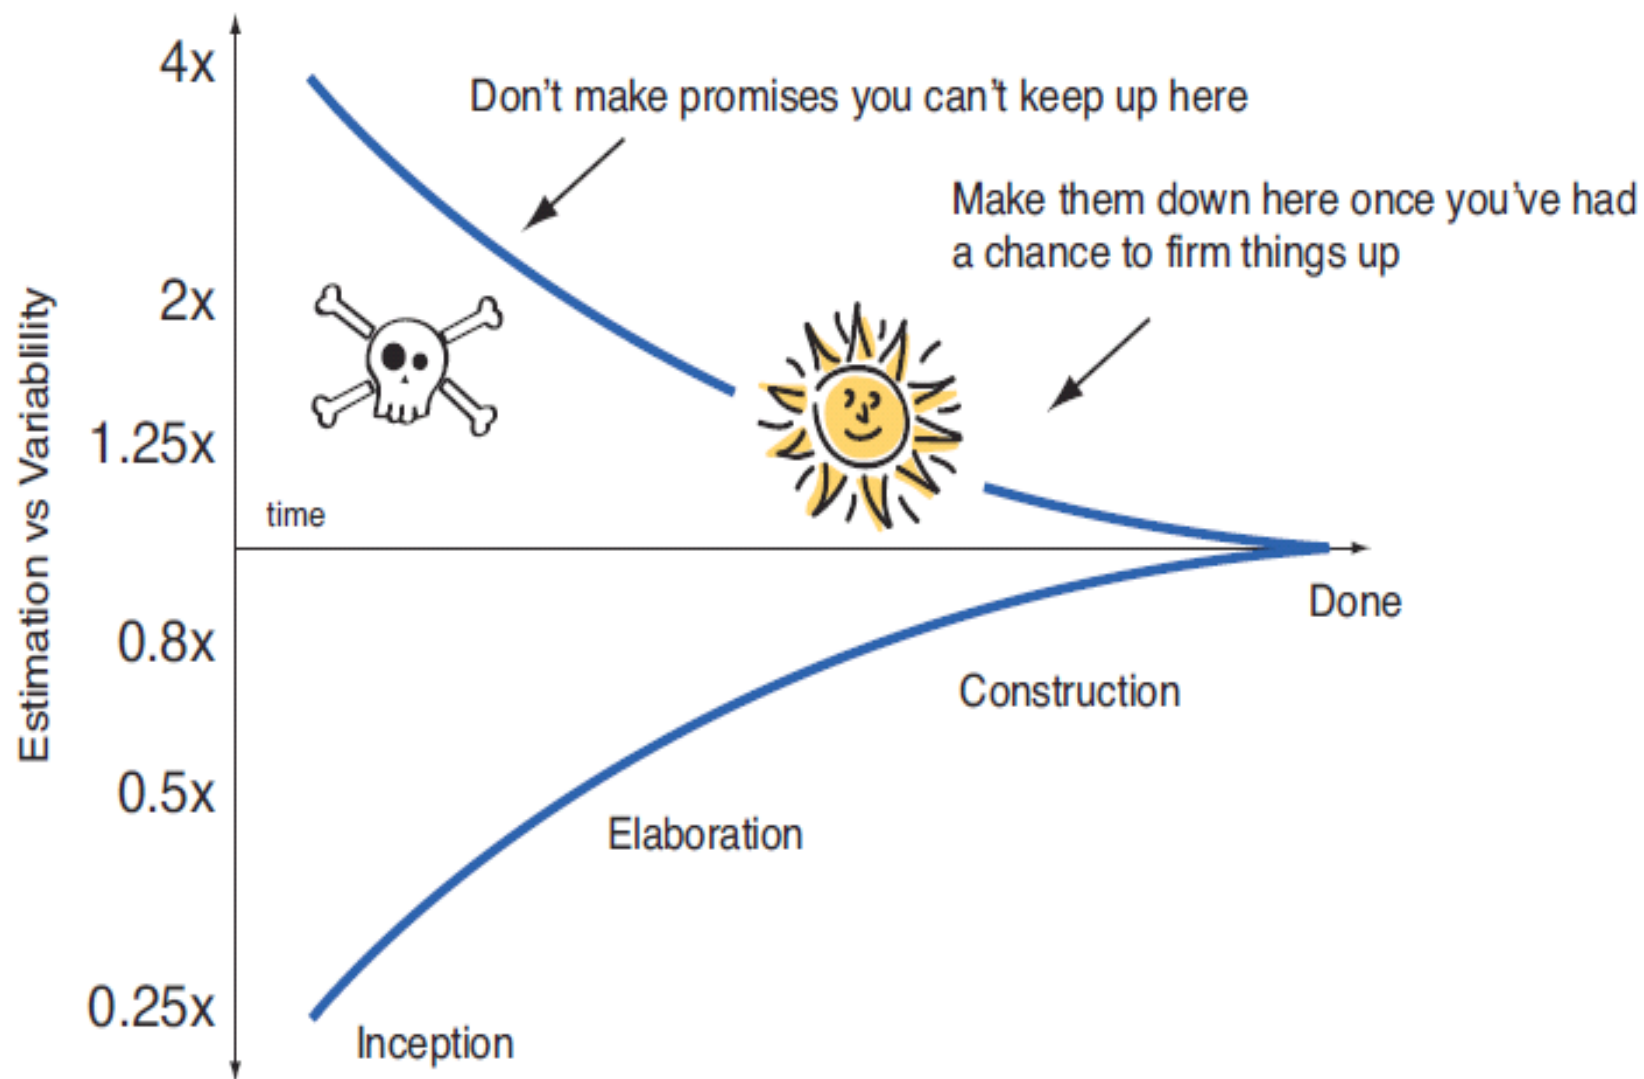 4x
Don't make promises you can't keep up here
Make them down here once you've had
a chance to firm things up
2x
1.25x
Estimation vs Variablility
time
Done
0.8x
Construction
0.5x
Elaboration
0.25x
Inception